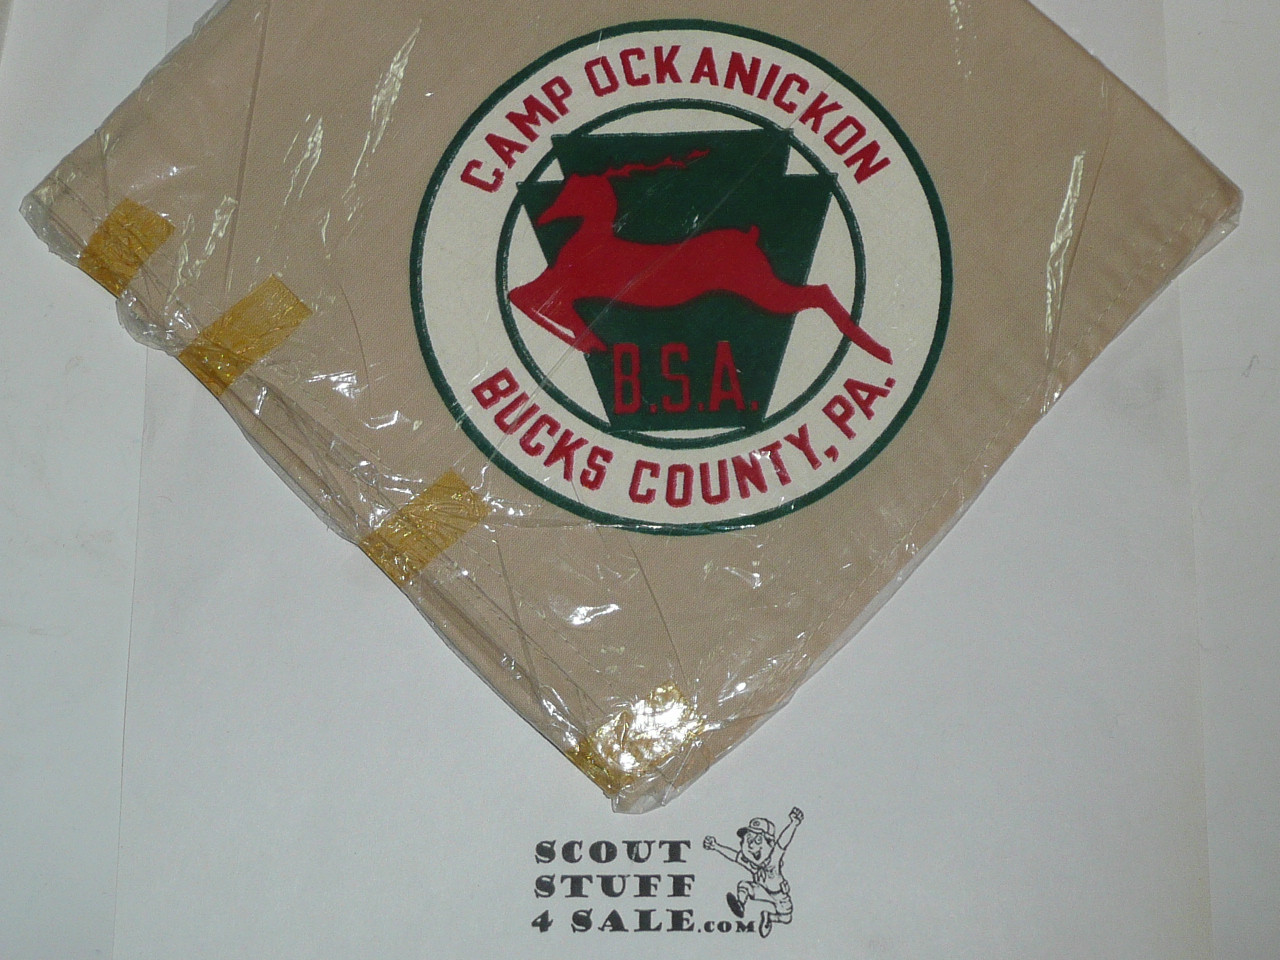 CAMP OCKANICKON
B.S.A.
BUCKS COUNTY, PA.
SCOUT
STUFF
4 SALE.COM